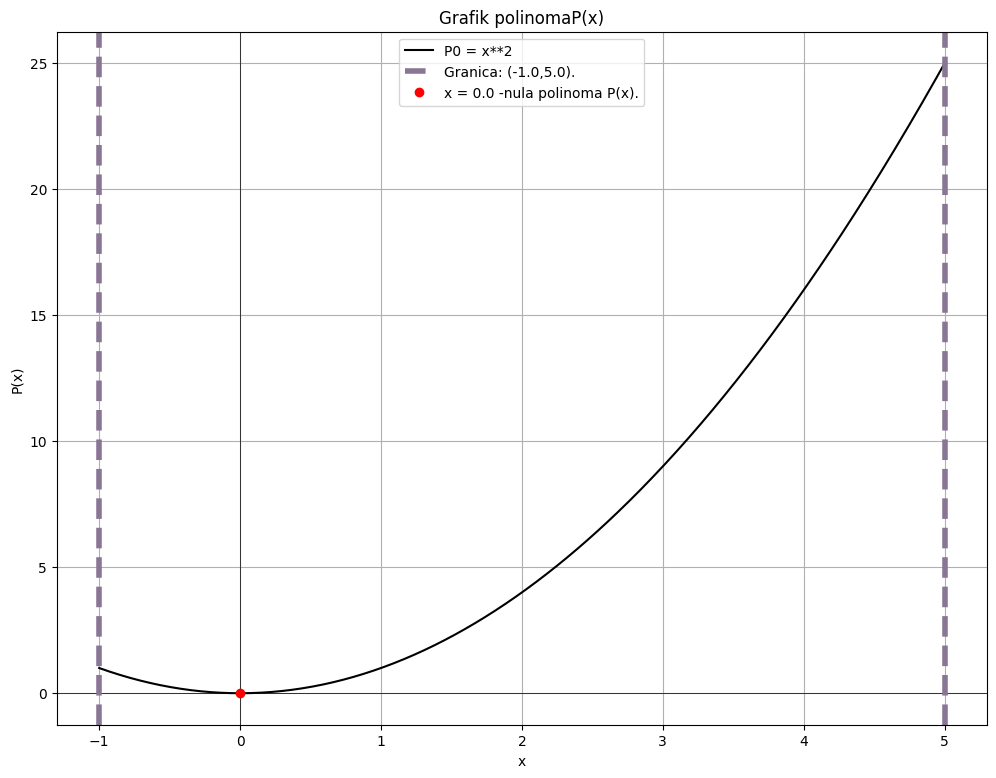 Grafik polinomaP(x)
P0 = x**2
Granica: (-1.0,5.0).
x = 0.0 -nula polinoma P(x).
P(x)
25
20
15
10
5
0
−1
0
1
2
3
4
5
x